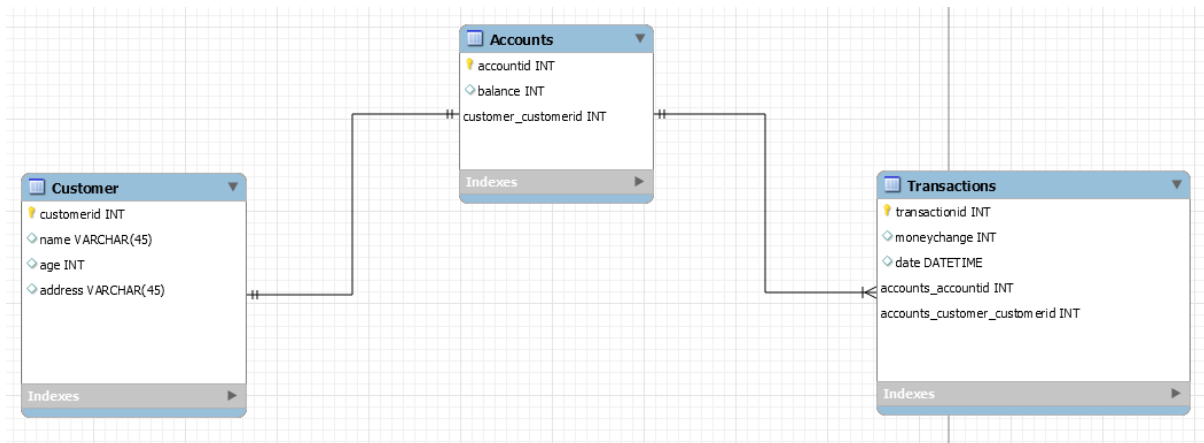 Accounts
accountid INT
balance INT
customer_customerid INT
Indexes
Customer
customerid INT
name VARCHAR(45)
age INT
address VARCHAR(45)
Indexes
Transactions
transactionid INT
moneychange INT
date DATETIME
accounts_accountid INT
accounts_customer_customerid INT
Indexes